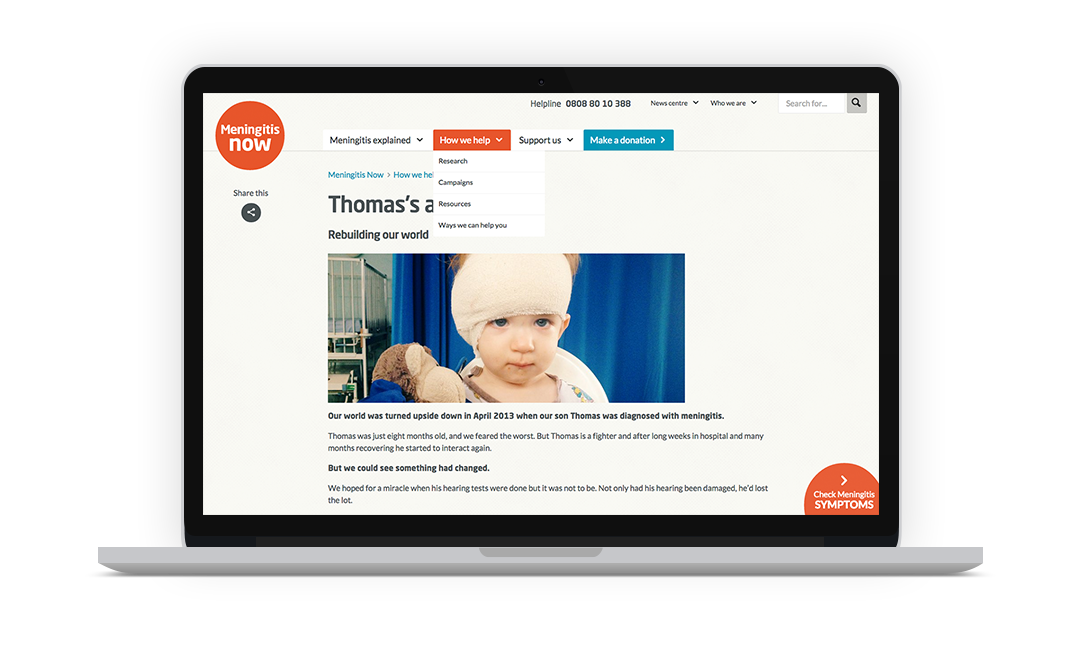 Helpline 0808 80 10 388
News centre
Who we are
Search for...
Meningitis
now
Meningitis explained
How we help
Support us
Make a donation
Research
Campaigns
Resources
Ways we can help you
Share this
Meningitis Now > How we hel
Thomas's a
Rebuilding our world
Our world was turned upside down in April 2013 when our son Thomas was diagnosed with meningitis.
Thomas was just eight months old, and we feared the worst. But Thomas is a fighter and after long weeks in hospital and many
months recovering he started to interact again.
But we could see something had changed.
We hoped for a miracle when his hearing tests were done but it was not to be. Not only had his hearing been damaged, he'd lost
the lot.
Check Meningitis
SYMPTOMS